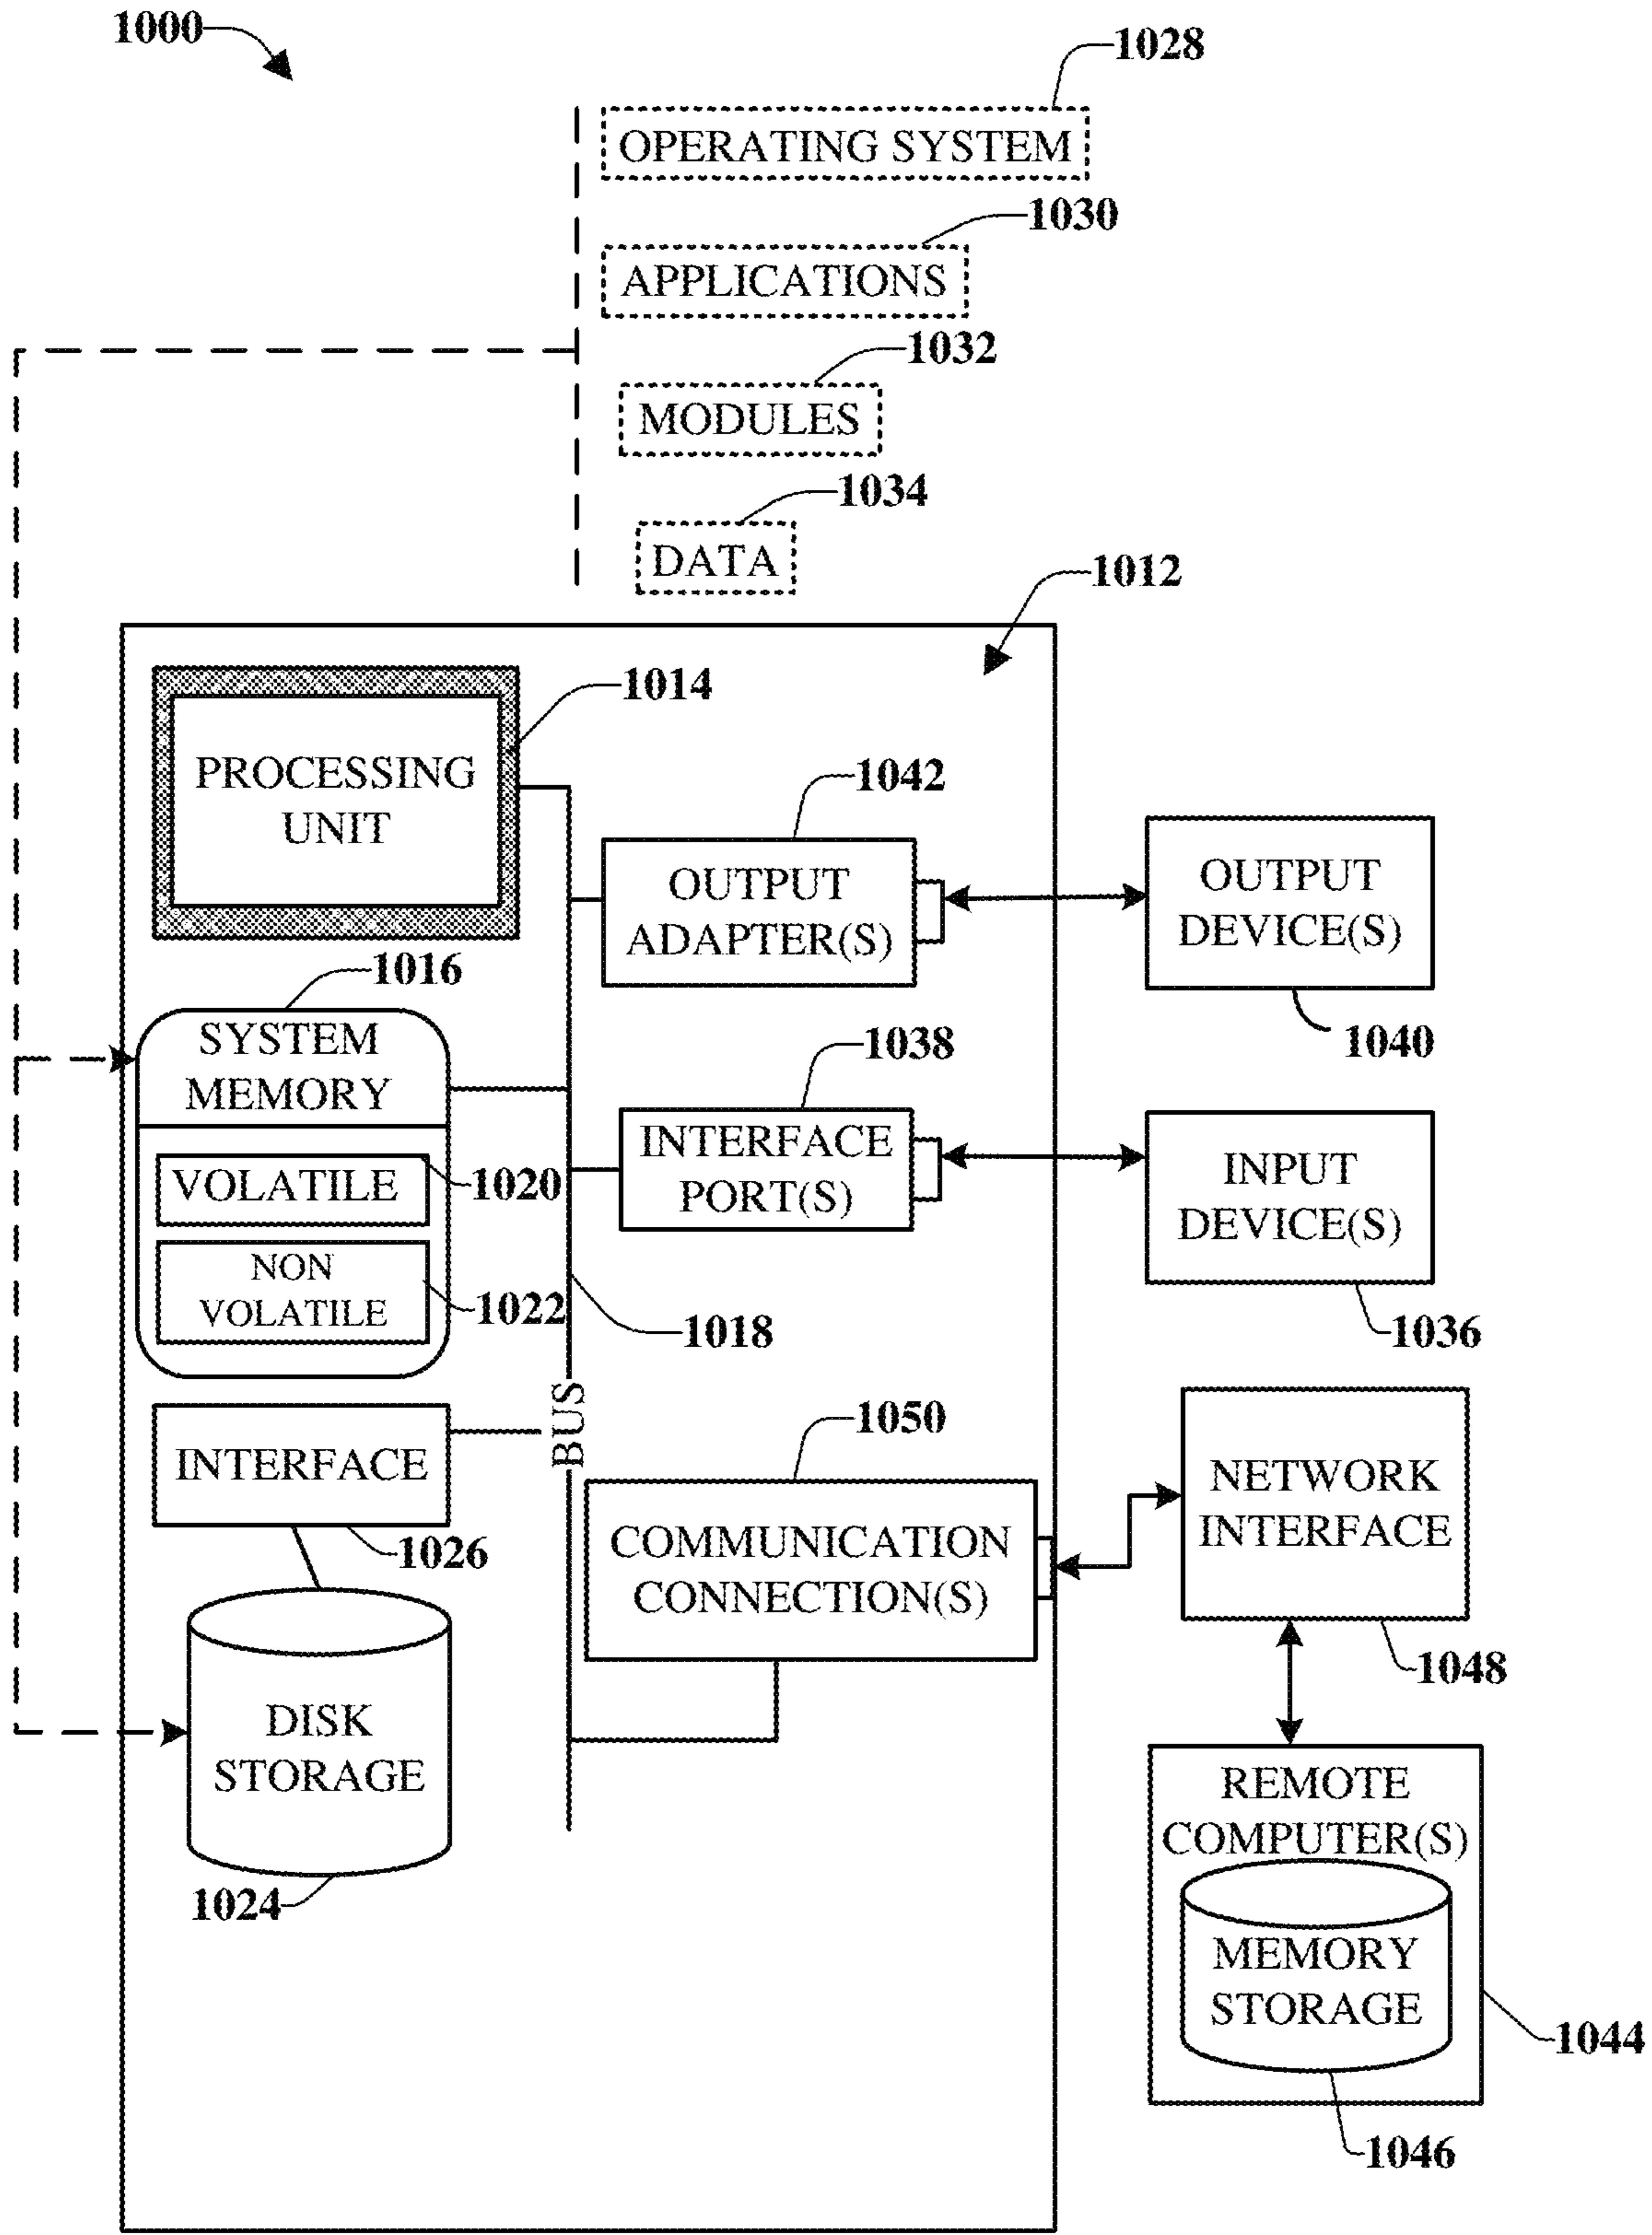 1000
1028
OPERATING SYSTEM
1030
APPLICATIONS
1032
MODULES
1034
DATA
1012
1014
PROCESSING
UNIT
1042
OUTPUT
ADAPTER(S)
OUTPUT
DEVICE(S)
1040
1016
SYSTEM
MEMORY
VOLATILE
1020
NON
VOLATILE
1022
1038
INTERFACE
PORT(S)
INPUT
DEVICE(S)
1036
1018
BUS
INTERFACE
1026
1050
COMMUNICATION
CONNECTION(S)
NETWORK
INTERFACE
1048
DISK
STORAGE
1024
REMOTE
COMPUTER(S)
MEMORY
STORAGE
1044
1046